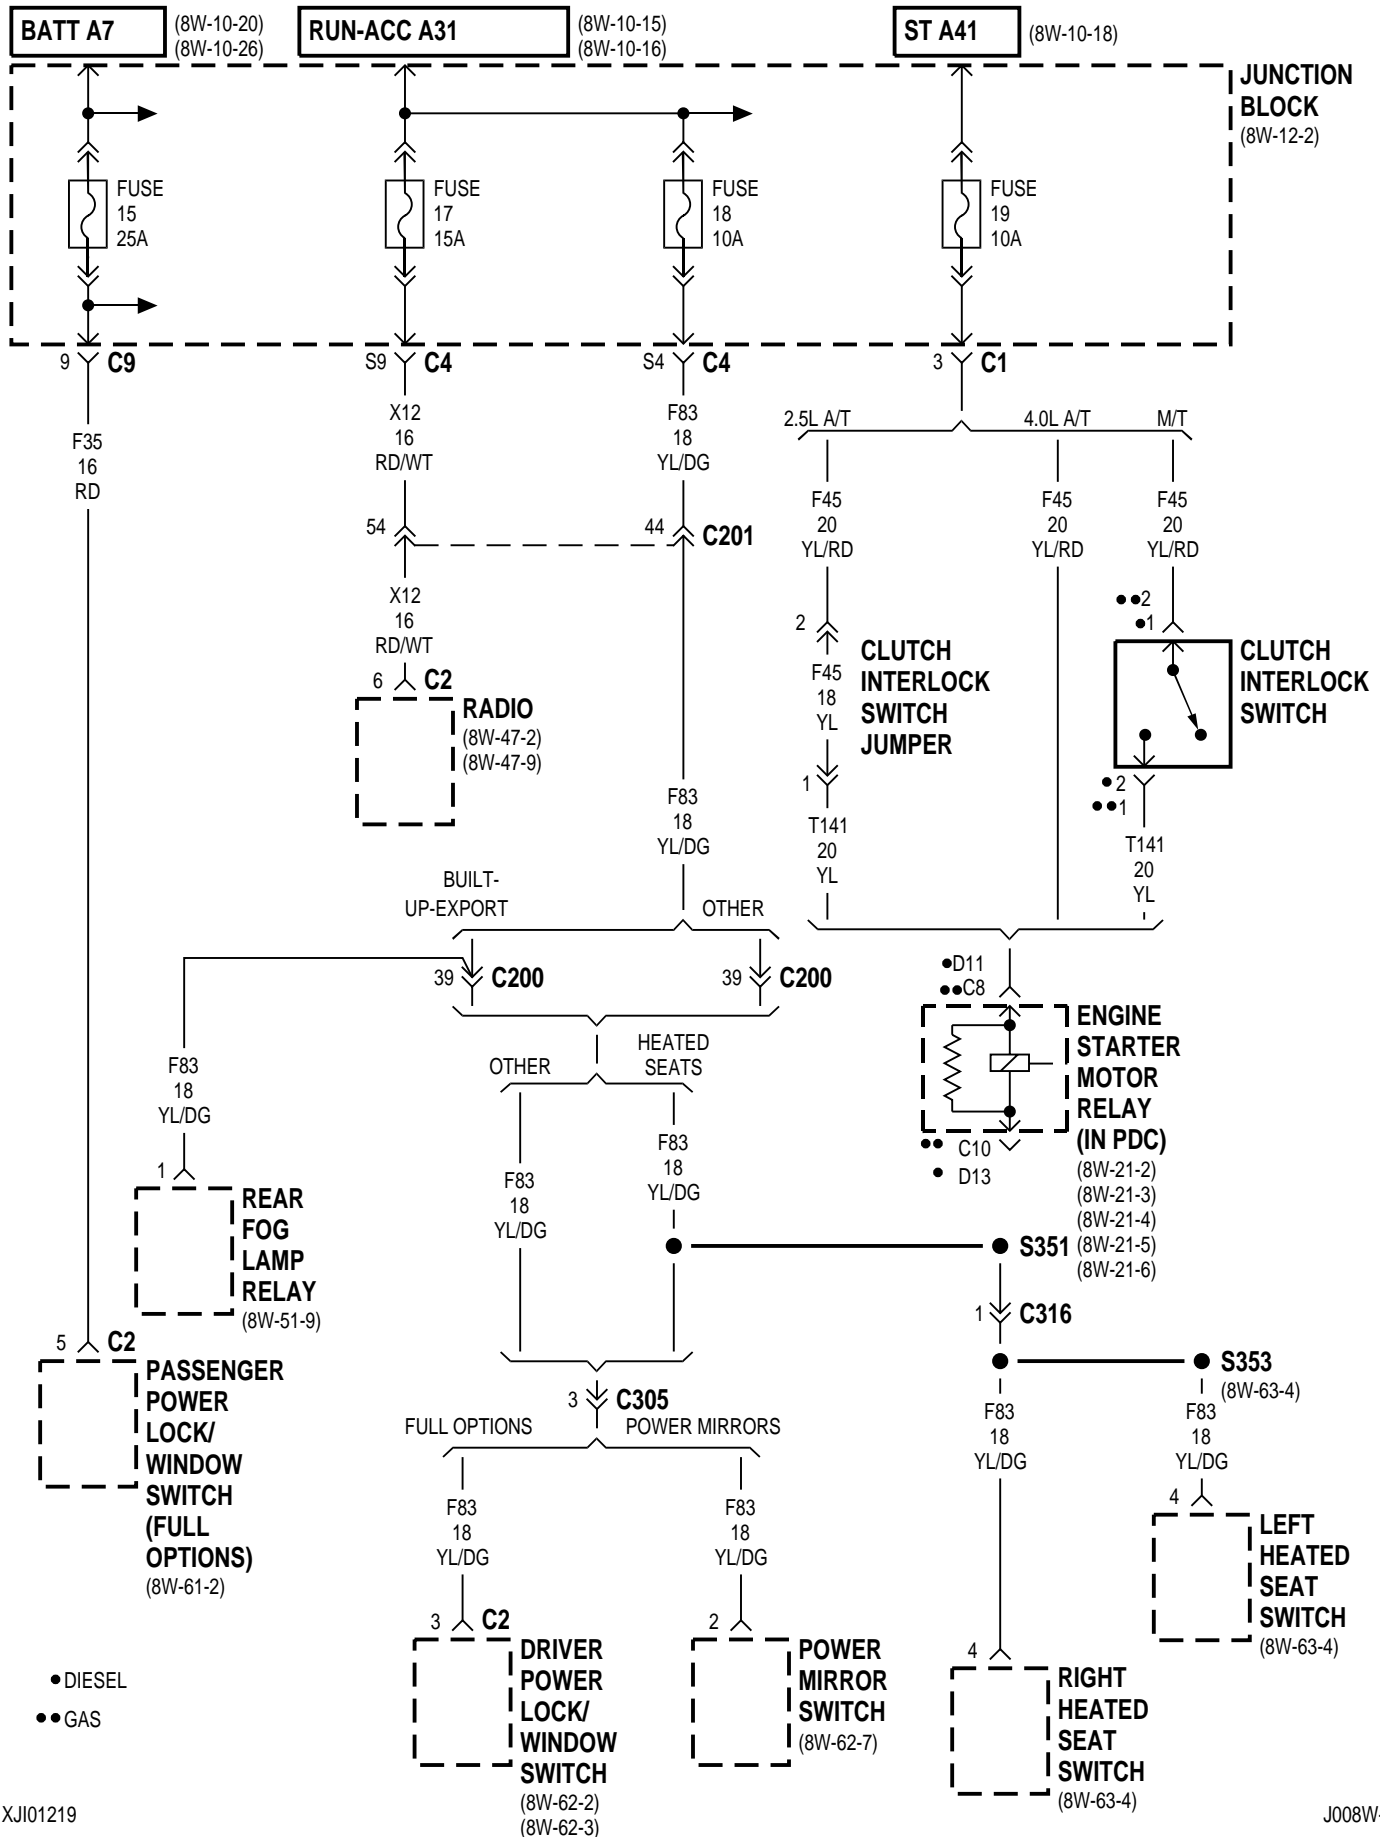 BATT A7
(8W-10-20)
(8W-10-26)
RUN-ACC A31
(8W-10-15)
(8W-10-16)
ST A41
(8W-10-18)
JUNCTION
BLOCK
(8W-12-2)
FUSE
15
25A
FUSE
17
15A
FUSE
18
10A
FUSE
19
10A
9
C9
S9
C4
S4
C4
3
C1
F35
16
RD
X12
16
RD/WT
F83
18
YL/DG
2.5L A/T
4.0L A/T
M/T
F45
20
YL/RD
F45
20
YL/RD
F45
20
YL/RD
54
44
C201
X12
16
RD/WT
6
C2
RADIO
(8W-47-2)
(8W-47-9)
2
F45
18
YL
1
CLUTCH
INTERLOCK
SWITCH
JUMPER
T141
20
YL
●●2
●1
CLUTCH
INTERLOCK
SWITCH
●2
●●1
T141
20
YL
F83
18
YL/DG
BUILT-
UP-EXPORT
OTHER
39
C200
39
C200
F83
18
YL/DG
1
REAR
FOG
LAMP
RELAY
(8W-51-9)
OTHER
HEATED
SEATS
F83
18
YL/DG
F83
18
YL/DG
●D11
●●C8
ENGINE
STARTER
MOTOR
RELAY
(IN PDC)
(8W-21-2)
(8W-21-3)
(8W-21-4)
(8W-21-5)
(8W-21-6)
●● C10
● D13
S351
1
C316
S353
(8W-63-4)
5
C2
PASSENGER
POWER
LOCK/
WINDOW
SWITCH
(FULL
OPTIONS)
(8W-61-2)
3
C305
FULL OPTIONS
POWER MIRRORS
F83
18
YL/DG
F83
18
YL/DG
F83
18
YL/DG
F83
18
YL/DG
4
LEFT
HEATED
SEAT
SWITCH
(8W-63-4)
3
C2
DRIVER
POWER
LOCK/
WINDOW
SWITCH
(8W-62-2)
(8W-62-3)
2
POWER
MIRROR
SWITCH
(8W-62-7)
4
RIGHT
HEATED
SEAT
SWITCH
(8W-63-4)
●DIESEL
●●GAS
XJI01219
J008W-